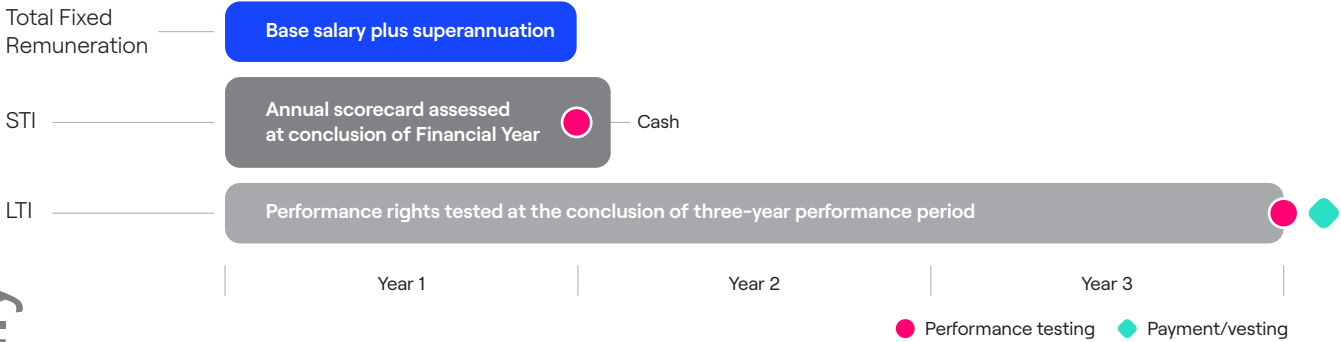 Total Fixed
Remuneration
Base salary plus superannuation
STI
Annual scorecard assessed
at conclusion of Financial Year
Cash
LTI
Performance rights tested at the conclusion of three-year performance period
Year 1
Year 2
Year 3
Performance testing
Payment/vesting